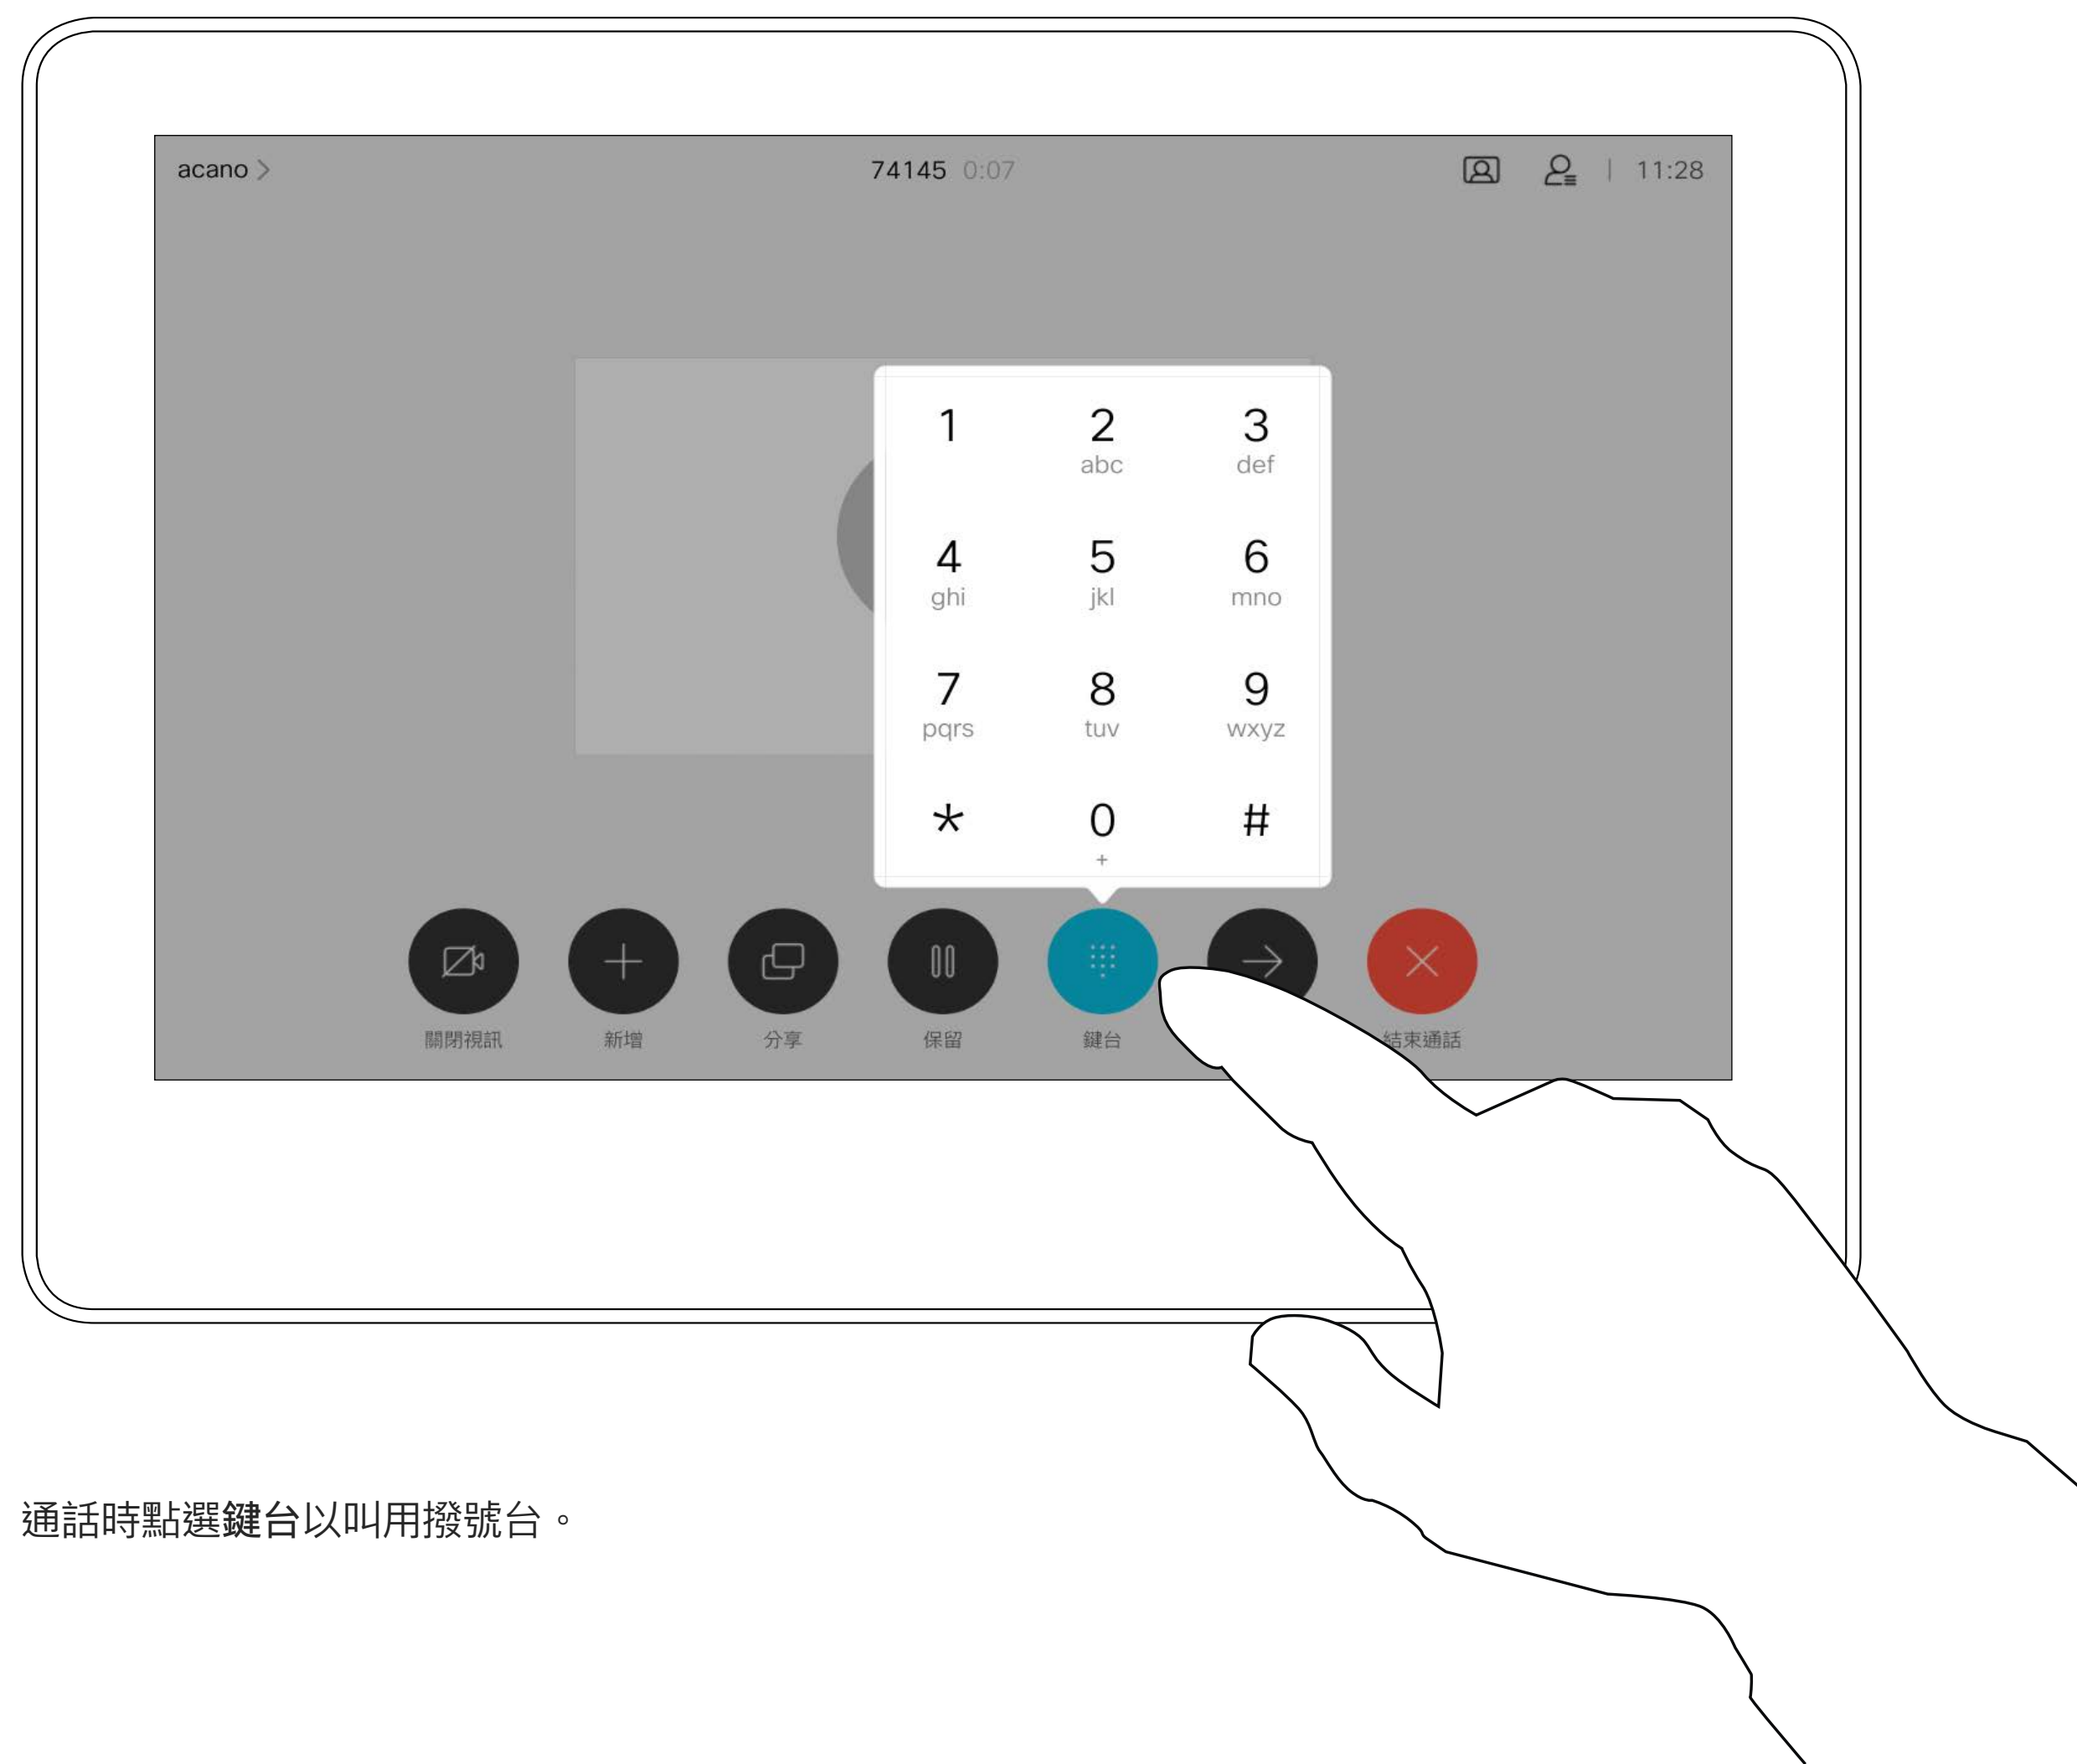 acano
74145 0:07
11:28
1 2 3
abc def
4 5 6
ghi jkl mno
7 8 9
pqrs tuv wxyz
* 0 #
+
關閉視訊 新增 分享 保留 鍵台 結束通話
通話時點選鍵台以叫用撥號台。